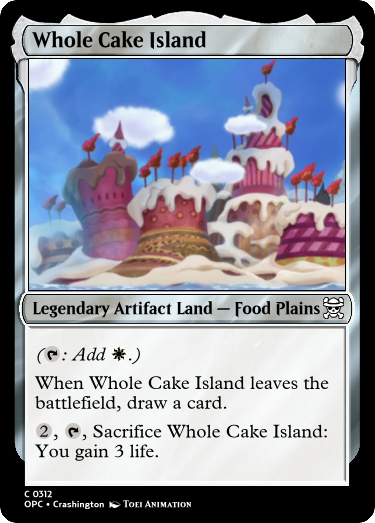 Whole Cake Island
Legendary Artifact Land — Food Plains
(: Add .)
When Whole Cake Island leaves the
battlefield, draw a card.
2, , Sacrifice Whole Cake Island:
You gain 3 life.
C 0312
OPC • Crashington Toei Animation